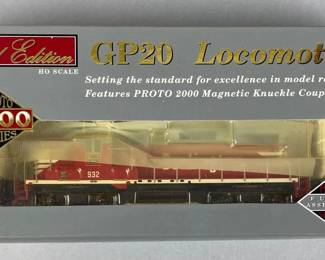 Edition
HO SCALE
GP20 Locomot
Setting the standard for excellence in model r
Features PROTO 2000 Magnetic Knuckle Coup
932